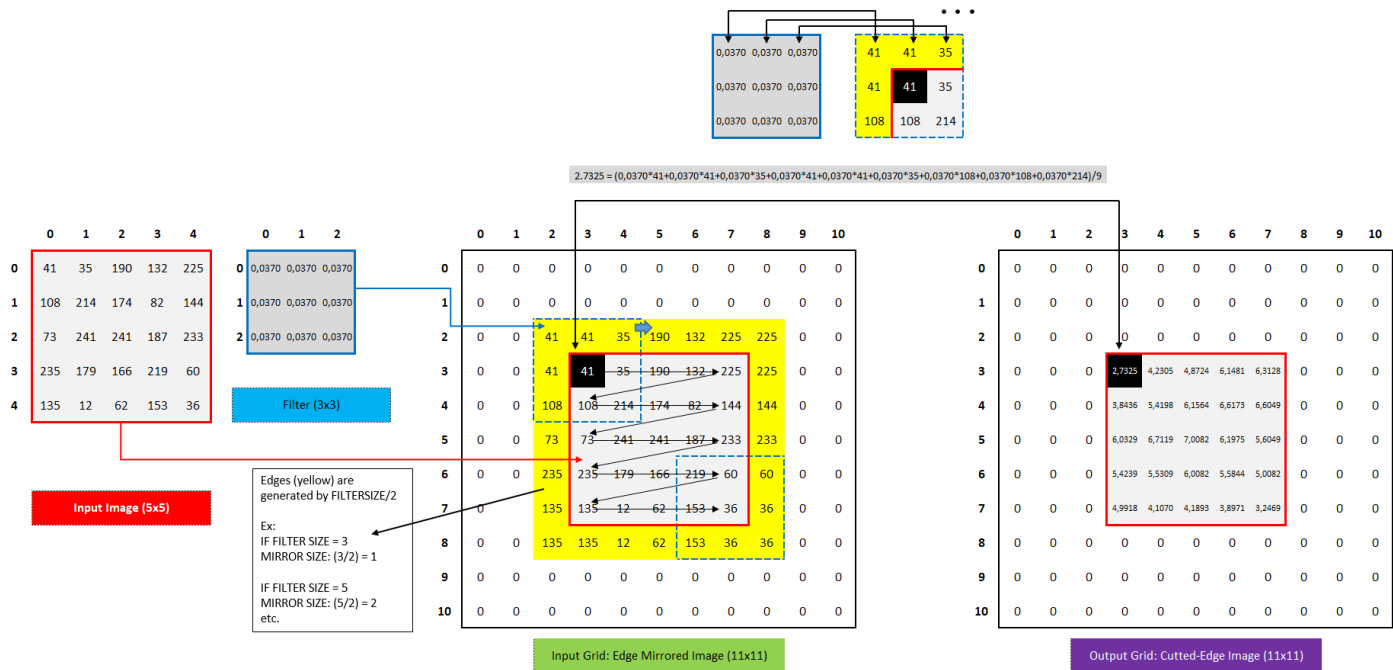 • • •
0,0370 0,0370 0,0370
41 41 35
0,0370 0,0370 0,0370
41 41 35
0,0370 0,0370 0,0370
108 108 214
2.7325 = (0,0370*41+0,0370*41+0,0370*35+0,0370*41+0,0370*41+0,0370*35+0,0370*108+0,0370*108+0,0370*214)/9
0 1 2 3 4
0 41 35 190 132 225
1 108 214 174 82 144
2 73 241 241 187 233
3 235 179 166 219 60
4 135 12 62 153 36
Input Image (5x5)
0 1 2
0 0,0370 0,0370 0,0370
1 0,0370 0,0370 0,0370
2 0,0370 0,0370 0,0370
Filter (3x3)
Edges (yellow) are
generated by FILTERSIZE/2
Ex:
IF FILTER SIZE = 3
MIRROR SIZE: (3/2) = 1
IF FILTER SIZE = 5
MIRROR SIZE: (5/2) = 2
etc.
0 1 2 3 4 5 6 7 8 9 10
0 0 0 0 0 0 0 0 0 0 0 0
1 0 0 0 0 0 0 0 0 0 0 0
2 0 0 41 41 35 190 132 225 225 0 0
3 0 0 41 41 35 190 132 225 225 0 0
4 0 0 108 108 214 174 82 144 144 0 0
5 0 0 73 73 241 241 187 233 233 0 0
6 0 0 235 235 179 166 219 60 60 0 0
7 0 0 135 135 12 62 153 36 36 0 0
8 0 0 135 135 12 62 153 36 36 0 0
9 0 0 0 0 0 0 0 0 0 0 0
10 0 0 0 0 0 0 0 0 0 0 0
Input Grid: Edge Mirrored Image (11x11)
0 1 2 3 4 5 6 7 8 9 10
0 0 0 0 0 0 0 0 0 0 0 0
1 0 0 0 0 0 0 0 0 0 0 0
2 0 0 0 0 0 0 0 0 0 0 0
3 0 0 0 2,7325 4,2305 4,8724 6,1481 6,3128 0 0 0
4 0 0 0 3,8436 5,4198 6,1564 6,6173 6,6049 0 0 0
5 0 0 0 6,0329 6,7119 7,0082 6,1975 5,6049 0 0 0
6 0 0 0 5,4239 5,5309 6,0082 5,5844 5,0082 0 0 0
7 0 0 0 4,9918 4,1070 4,1893 3,8971 3,2469 0 0 0
8 0 0 0 0 0 0 0 0 0 0 0
9 0 0 0 0 0 0 0 0 0 0 0
10 0 0 0 0 0 0 0 0 0 0 0
Output Grid: Cutted-Edge Image (11x11)